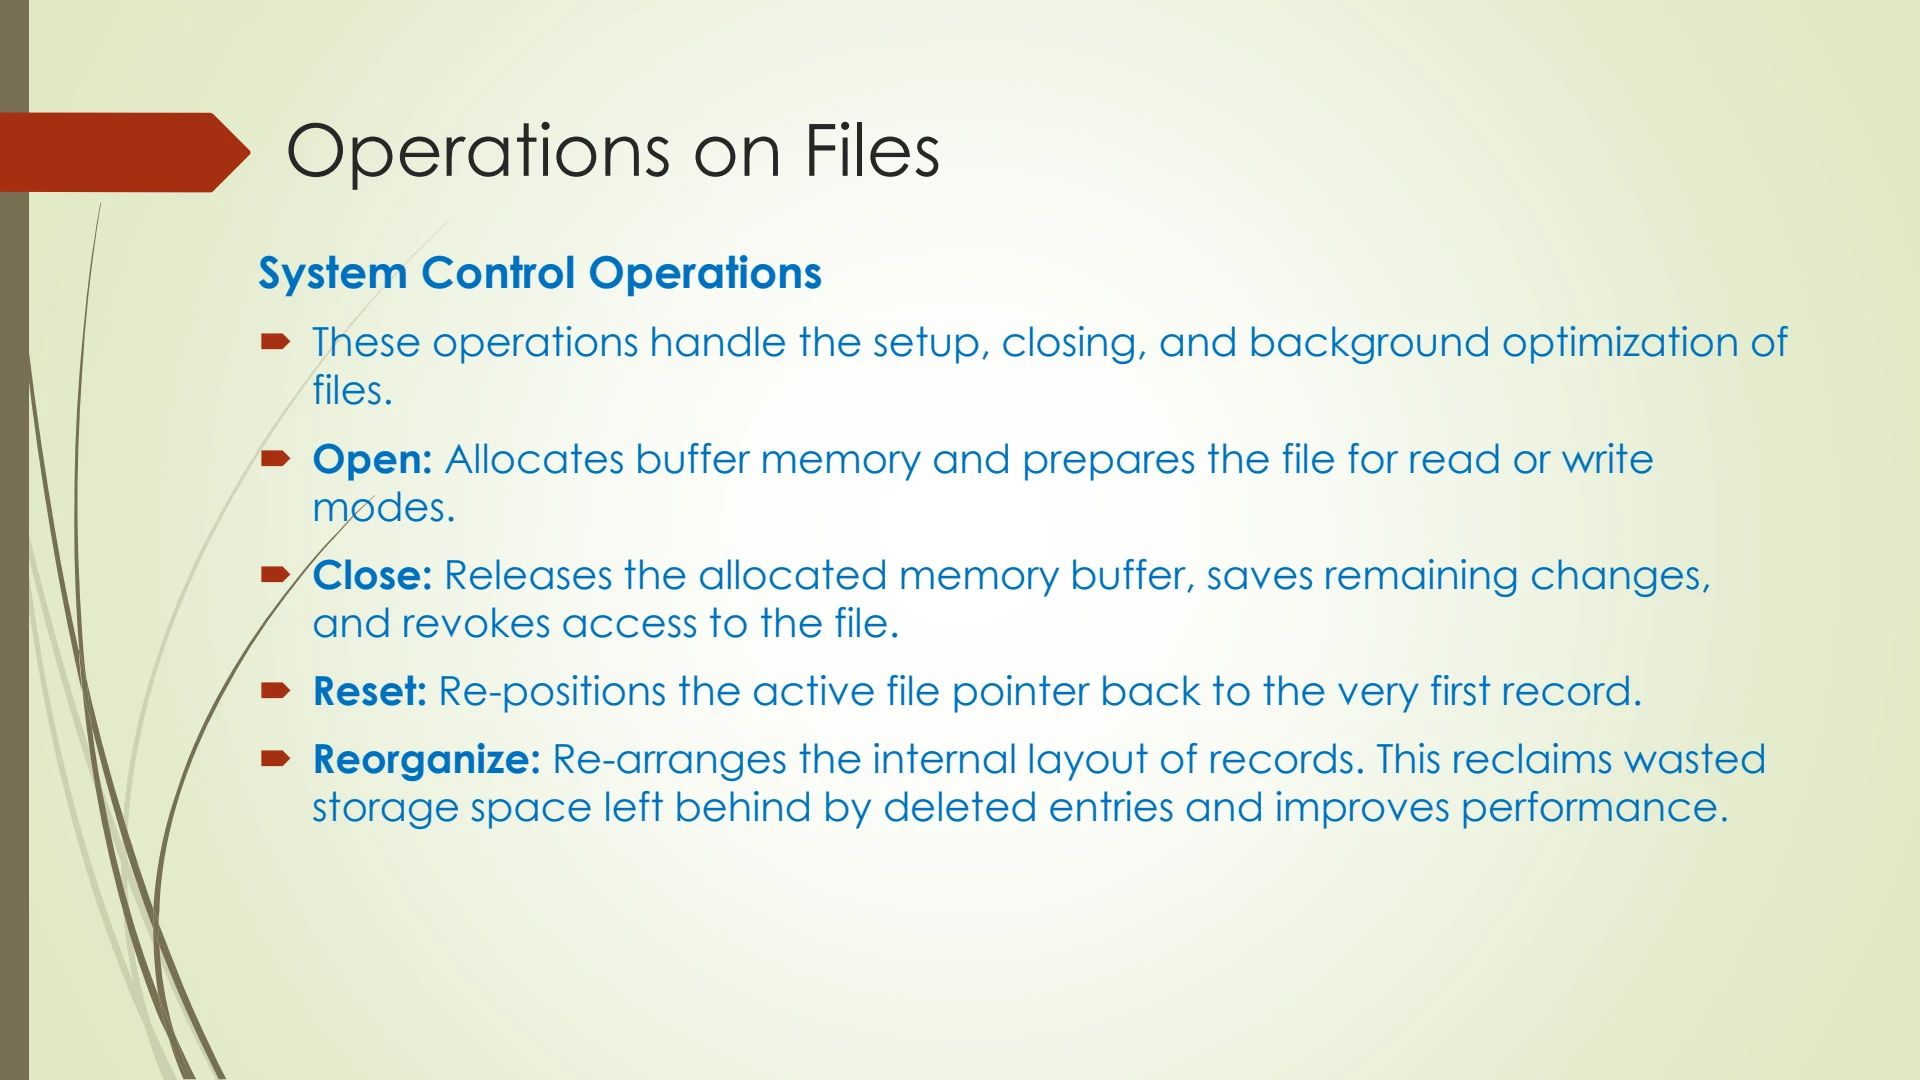 Operations on Files
System Control Operations
These operations handle the setup, closing, and background optimization of
files.
Open: Allocates buffer memory and prepares the file for read or write
modes.
Close: Releases the allocated memory buffer, saves remaining changes,
and revokes access to the file.
Reset: Re-positions the active file pointer back to the very first record.
Reorganize: Re-arranges the internal layout of records. This reclaims wasted
storage space left behind by deleted entries and improves performance.